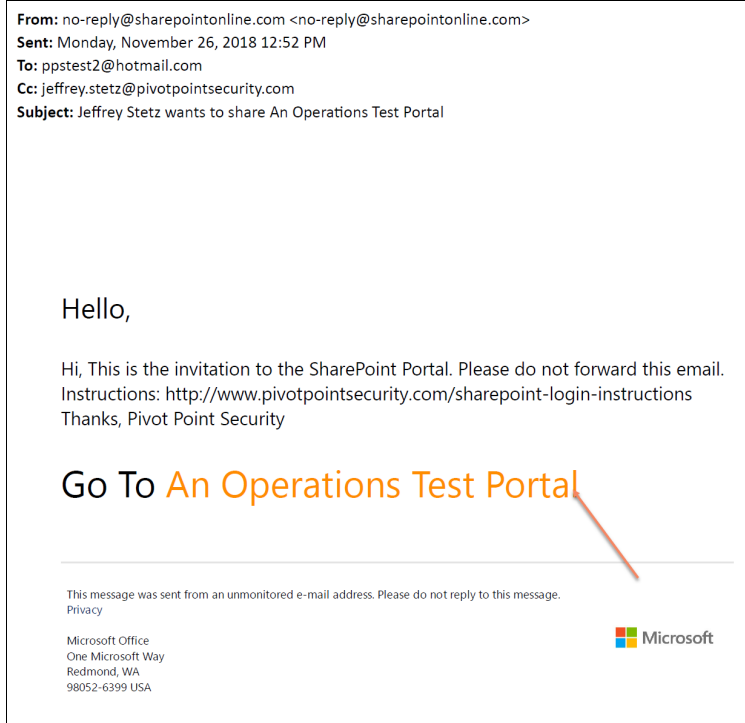 From: no-reply@sharepointonline.com <no-reply@sharepointonline.com>
Sent: Monday, November 26, 2018 12:52 PM
To: ppstest2@hotmail.com
Cc: jeffrey.stetz@pivotpointsecurity.com
Subject: Jeffrey Stetz wants to share An Operations Test Portal
Hello,
Hi, This is the invitation to the SharePoint Portal. Please do not forward this email.
Instructions: http://www.pivotpointsecurity.com/sharepoint-login-instructions
Thanks, Pivot Point Security
Go To An Operations Test Portal
This message was sent from an unmonitored e-mail address. Please do not reply to this message.
Privacy
Microsoft Office
One Microsoft Way
Redmond, WA
98052-6399 USA
Microsoft